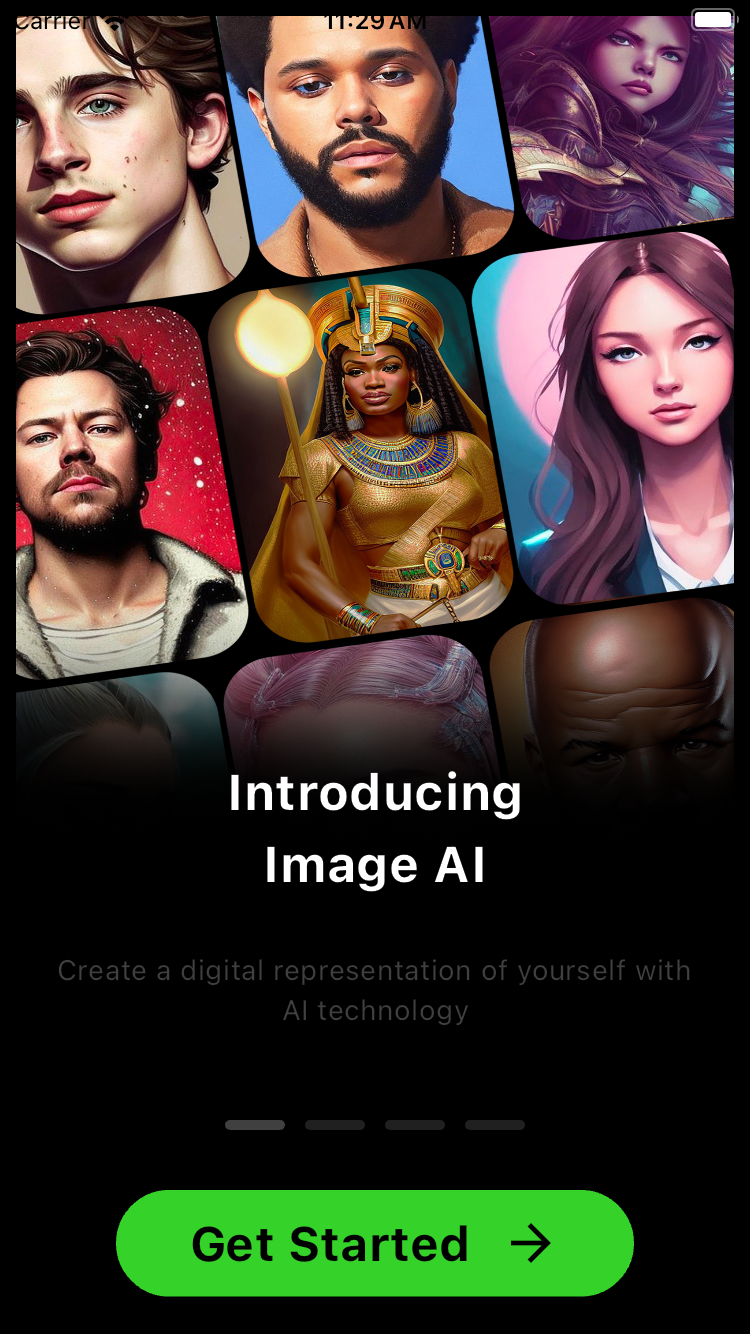 Carrier 11:29 AM
Introducing
Image AI
Create a digital representation of yourself with
AI technology
Get Started